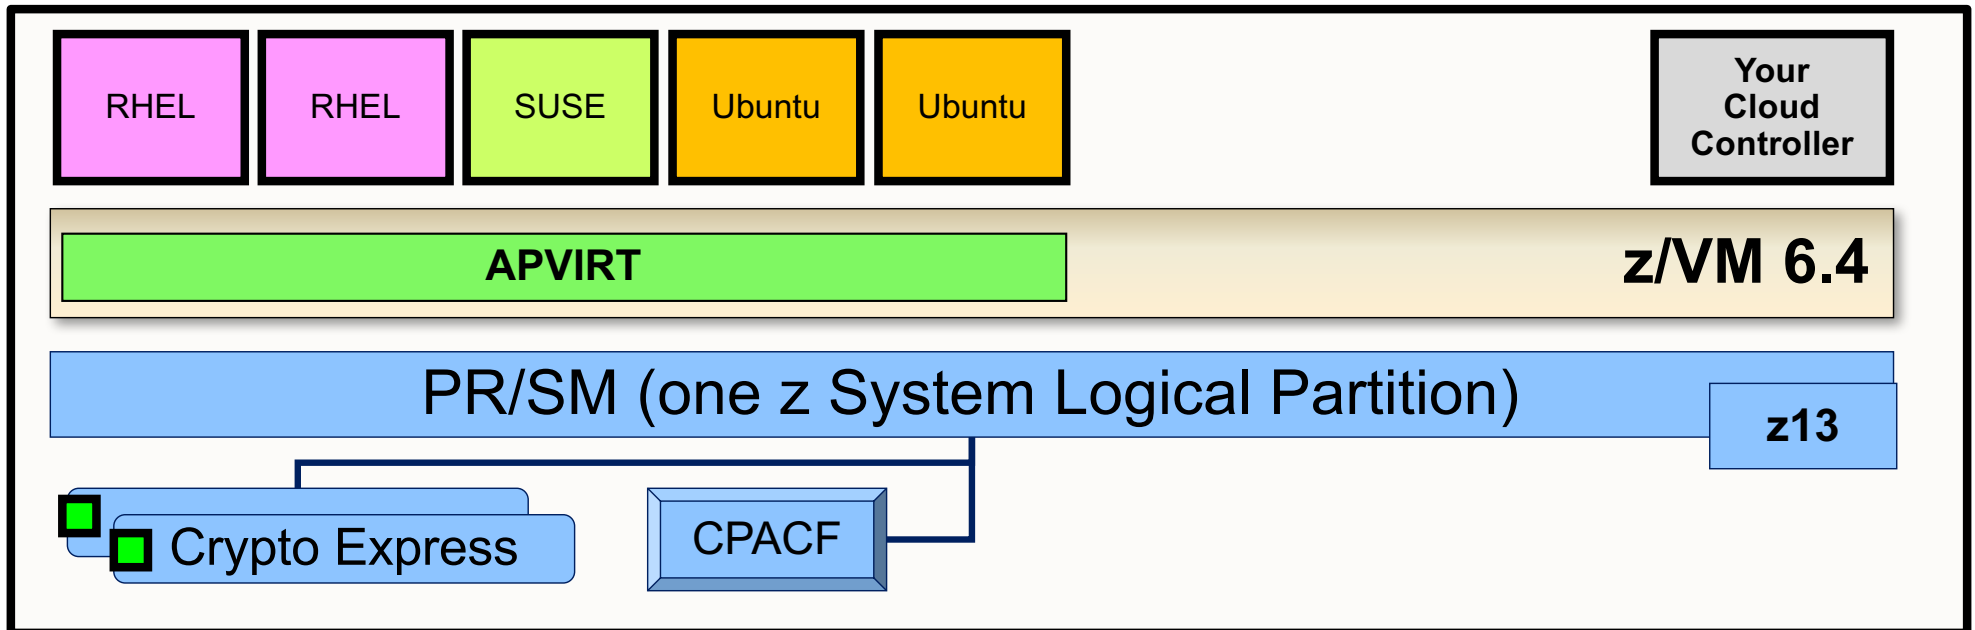 RHEL
RHEL
SUSE
Ubuntu
Ubuntu
Your
Cloud
Controller
APVIRT
z/VM 6.4
PR/SM (one z System Logical Partition)
z13
Crypto Express
CPACF